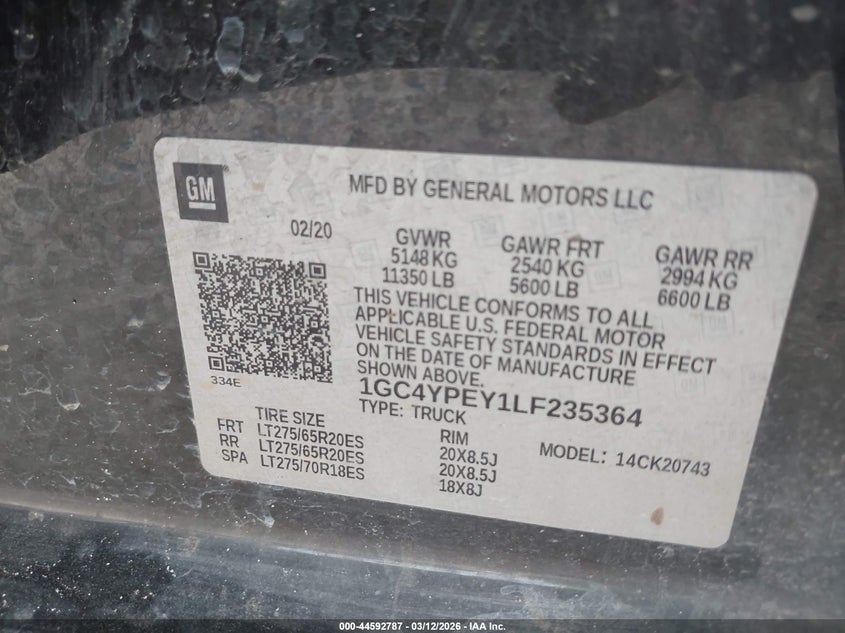 GM
MFD BY GENERAL MOTORS LLC
02/20
GVWR
5148 KG
11350 LB
GAWR FRT
2540 KG
5600 LB
GAWR RR
2994 KG
6600 LB
THIS VEHICLE CONFORMS TO ALL
APPLICABLE U.S. FEDERAL MOTOR
VEHICLE SAFETY STANDARDS IN EFFECT
ON THE DATE OF MANUFACTURE
SHOWN ABOVE.
334E
1GC4YPEY1LF235364
TYPE: TRUCK
TIRE SIZE
RIM
FRT LT275/65R20ES 20X8.5J
RR LT275/65R20ES 20X8.5J
SPA LT275/70R18ES 18X8J
MODEL: 14CK20743
000-44592787 - 03/12/2026 - IAA Inc.